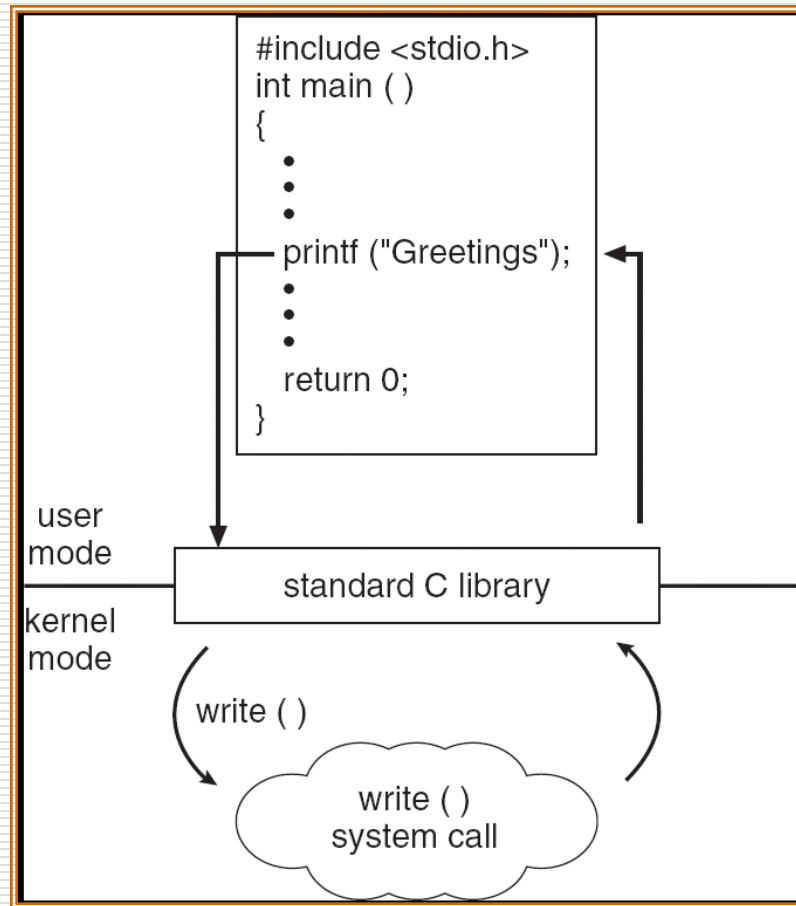 #include <stdio.h>
int main ( )
{
•
•
•
printf ("Greetings");
•
•
•
return 0;
}
user
mode
standard C library
kernel
mode
write ( )
write ( )
system call